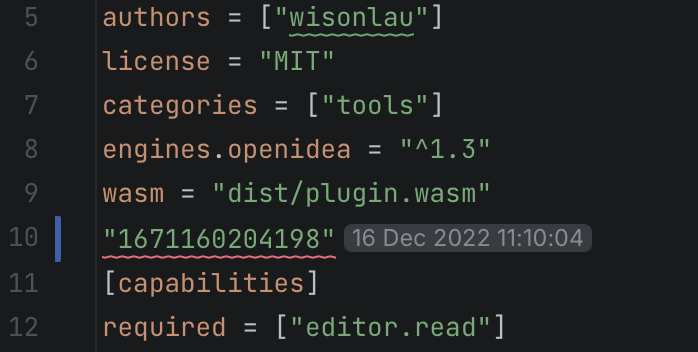 5 authors = ["wisonlau"]
6 license = "MIT"
7 categories = ["tools"]
8 engines.openidea = "^1.3"
9 wasm = "dist/plugin.wasm"
10 "1671160204198" 16 Dec 2022 11:10:04
11 [capabilities]
12 required = ["editor.read"]